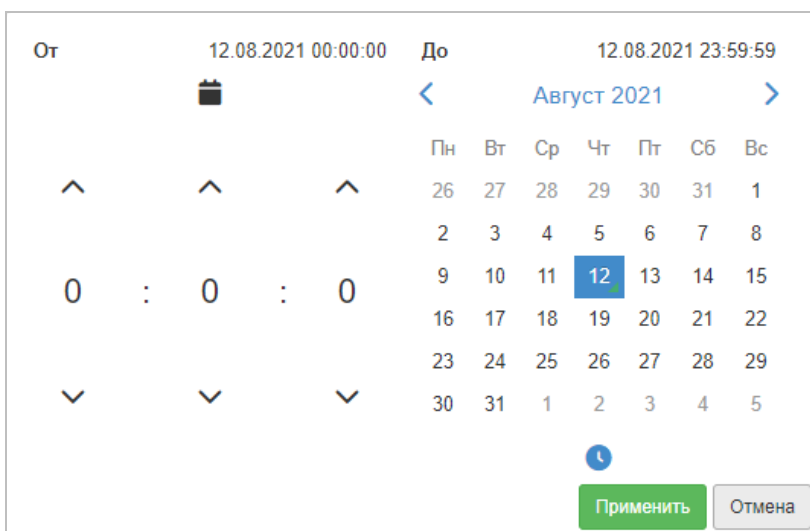 От 12.08.2021 00:00:00
До 12.08.2021 23:59:59
Август 2021
Пн Вт Ср Чт Пт Сб Вс
26 27 28 29 30 31 1
2 3 4 5 6 7 8
9 10 11 12 13 14 15
16 17 18 19 20 21 22
23 24 25 26 27 28 29
30 31 1 2 3 4 5
0 : 0 : 0
Применить Отмена